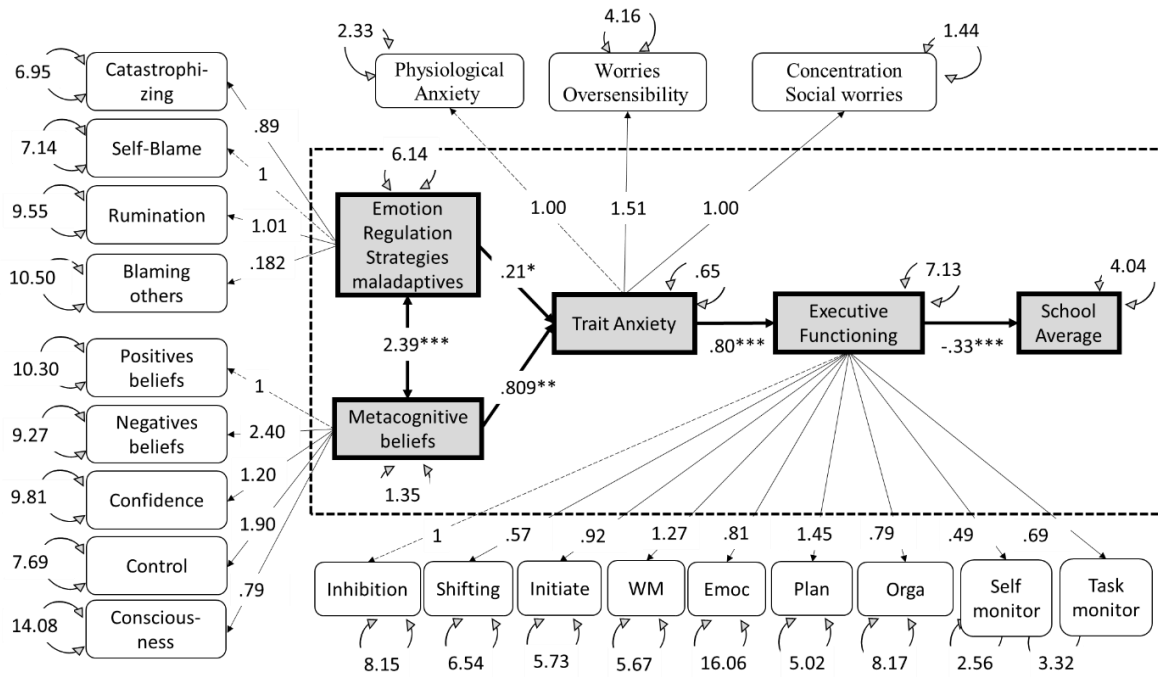 2.33
4.16
1.44
6.95
Catastrophi-
zing
Physiological
Anxiety
Worries
Oversensibility
Concentration
Social worries
.89
7.14
Self-Blame
1
6.14
9.55
Rumination
1.01
Emotion
Regulation
Strategies
maladaptives
1.00
1.51
1.00
10.50
Blaming
others
.182
.21*
.65
7.13
4.04
Trait Anxiety
Executive
Functioning
School
Average
.80***
-.33***
2.39***
.809**
10.30
Positives
beliefs
1
9.27
Negatives
beliefs
2.40
Metacognitive
beliefs
1.35
9.81
Confidence
1.20
7.69
Control
1.90
14.08
Conscious-
ness
.79
1
.57
.92
1.27
.81
1.45
.79
.49
.69
Inhibition
Shifting
Initiate
WM
Emoc
Plan
Orga
Self
monitor
Task
monitor
8.15
6.54
5.73
5.67
16.06
5.02
8.17
2.56
3.32